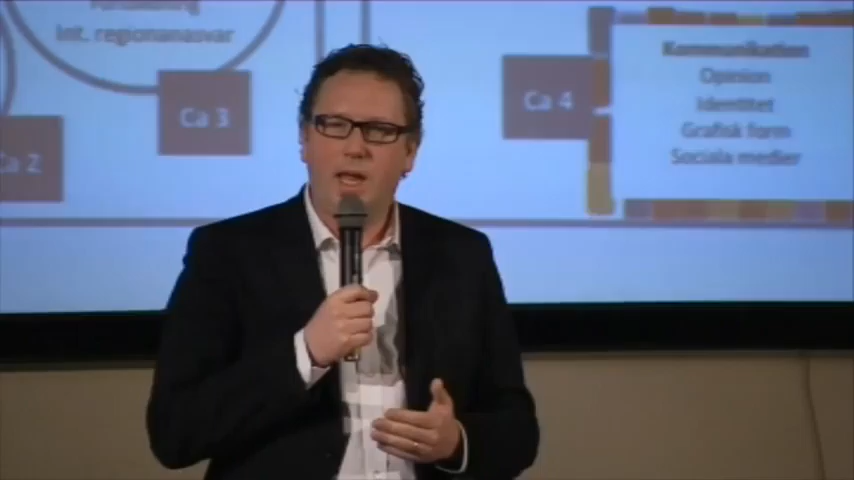 Int. regionansvar
Ca 2
Ca 3
Ca 4
Kommunikation
Opinion
Identitet
Grafisk form
Sociala medier